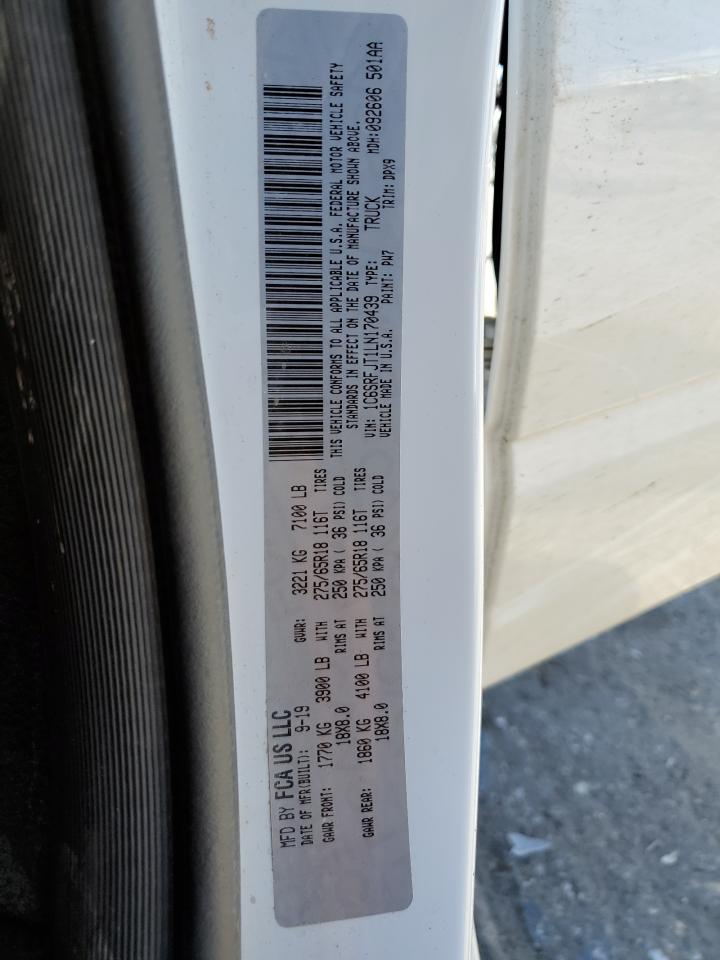 MFD BY FCA US LLC
DATE OF MFR(BUILT): 9-19 GVWR: 3221 KG 7100 LB
GAWR FRONT: 1770 KG 3900 LB WITH 275/65R18 116T TIRES
18X8.0 RIMS AT 250 KPA ( 36 PSI) COLD
GAWR REAR: 1860 KG 4100 LB WITH 275/65R18 116T TIRES
18X8.0 RIMS AT 250 KPA ( 36 PSI) COLD
THIS VEHICLE CONFORMS TO ALL APPLICABLE U.S.A. FEDERAL MOTOR VEHICLE SAFETY
STANDARDS IN EFFECT ON THE DATE OF MANUFACTURE SHOWN ABOVE.
VIN: 1C6SRFJT1LN170439 TYPE: TRUCK MDH:092606 501AA
VEHICLE MADE IN U.S.A. PAINT: PW7 TRIM: DPX9